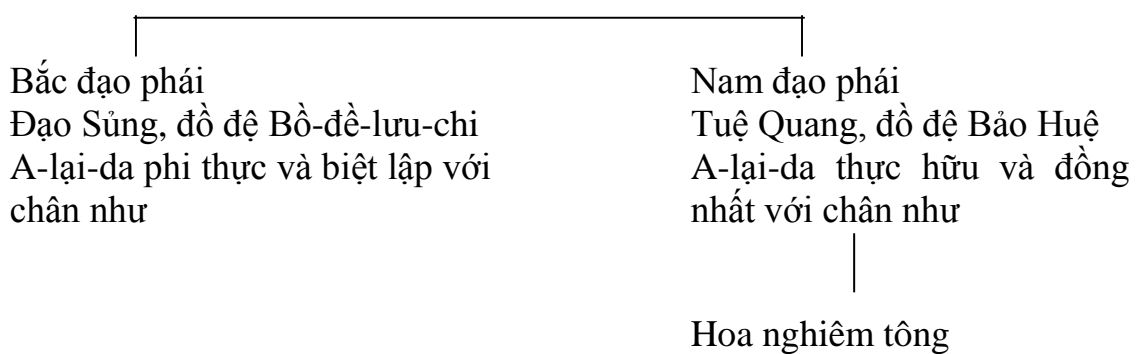 Bắc đạo phái
Đạo Sủng, đồ đệ Bồ-đề-lưu-chi
A-lại-da phi thực và biệt lập với
chân như
Nam đạo phái
Tuệ Quang, đồ đệ Bảo Huệ
A-lại-da thực hữu và đồng
nhất với chân như
Hoa nghiêm tông